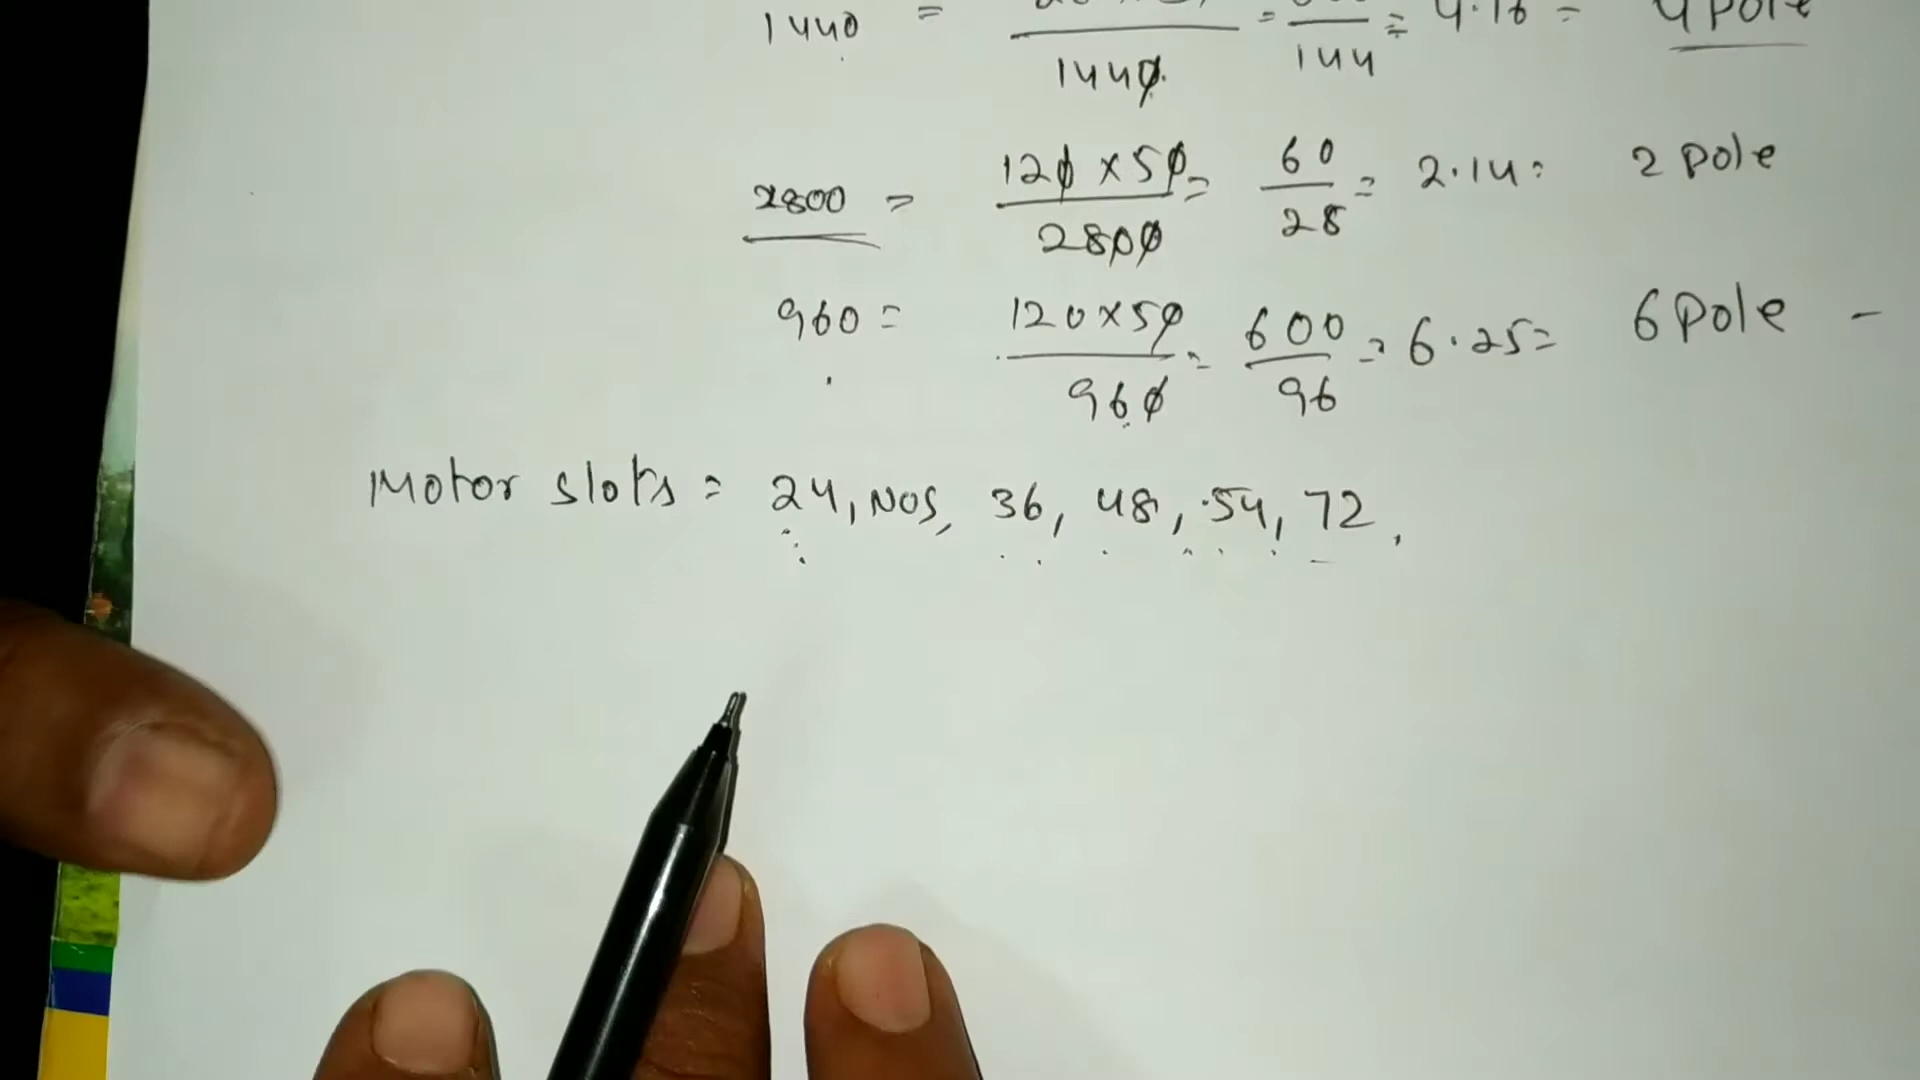 1440 = 1440 = 144 = 4.16 = 4 Pole
2800 = 120 x 50 / 2800 = 60 / 28 = 2.14 = 2 Pole
960 = 120 x 50 / 960 = 600 / 96 = 6.25 = 6 Pole -
Motor slots = 24, NOS, 36, 48, 54, 72,